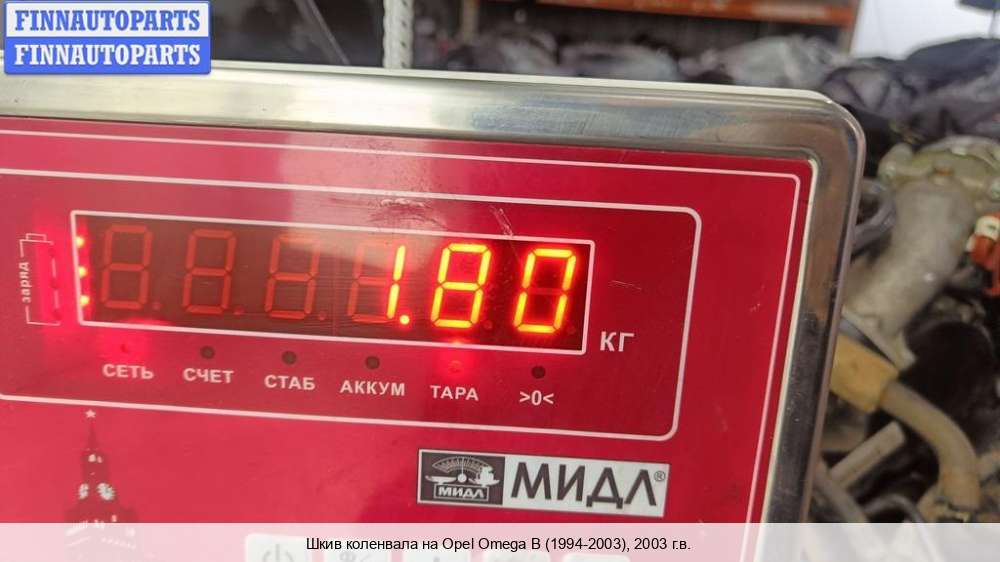 FINNAUTOPARTS
FINNAUTOPARTS
заряд
1.80
КГ
СЕТЬ СЧЕТ СТАБ АККУМ ТАРА >0<
МИДЛ МИДЛ®
Шкив коленвала на Opel Omega B (1994-2003), 2003 г.в.